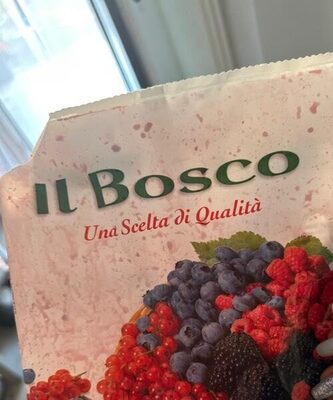 Il Bosco
Una Scelta di Qualità